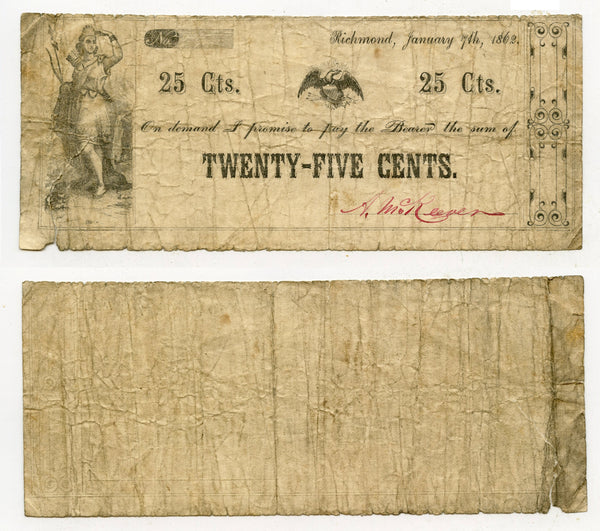 Richmond, January 7th, 1862.
25 Cts. 25 Cts.
On demand I promise to pay the Bearer the sum of
TWENTY-FIVE CENTS.
A. McKeever